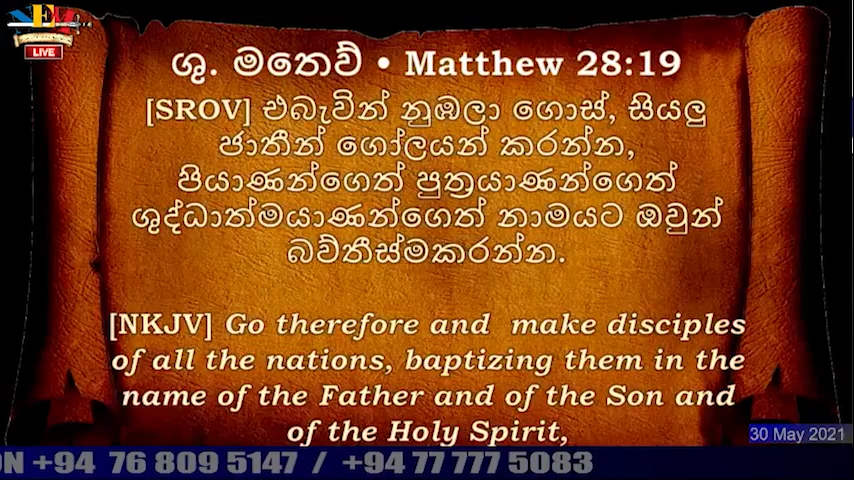 LIVE
ශු. මතෙව් • Matthew 28:19
[SROV] එබැවින් නුඹලා ගොස්, සියලු
ජාතීන් ගෝලයන් කරන්න,
පියාණන්ගෙත් පුත්‍රයාණන්ගෙත්
ශුද්ධාත්මයාණන්ගෙත් නාමයට ඔවුන්
බව්තීස්මකරන්න.
[NKJV] Go therefore and make disciples
of all the nations, baptizing them in the
name of the Father and of the Son and
of the Holy Spirit,
30 May 2021
ON +94 76 809 5147 / +94 77 777 5083